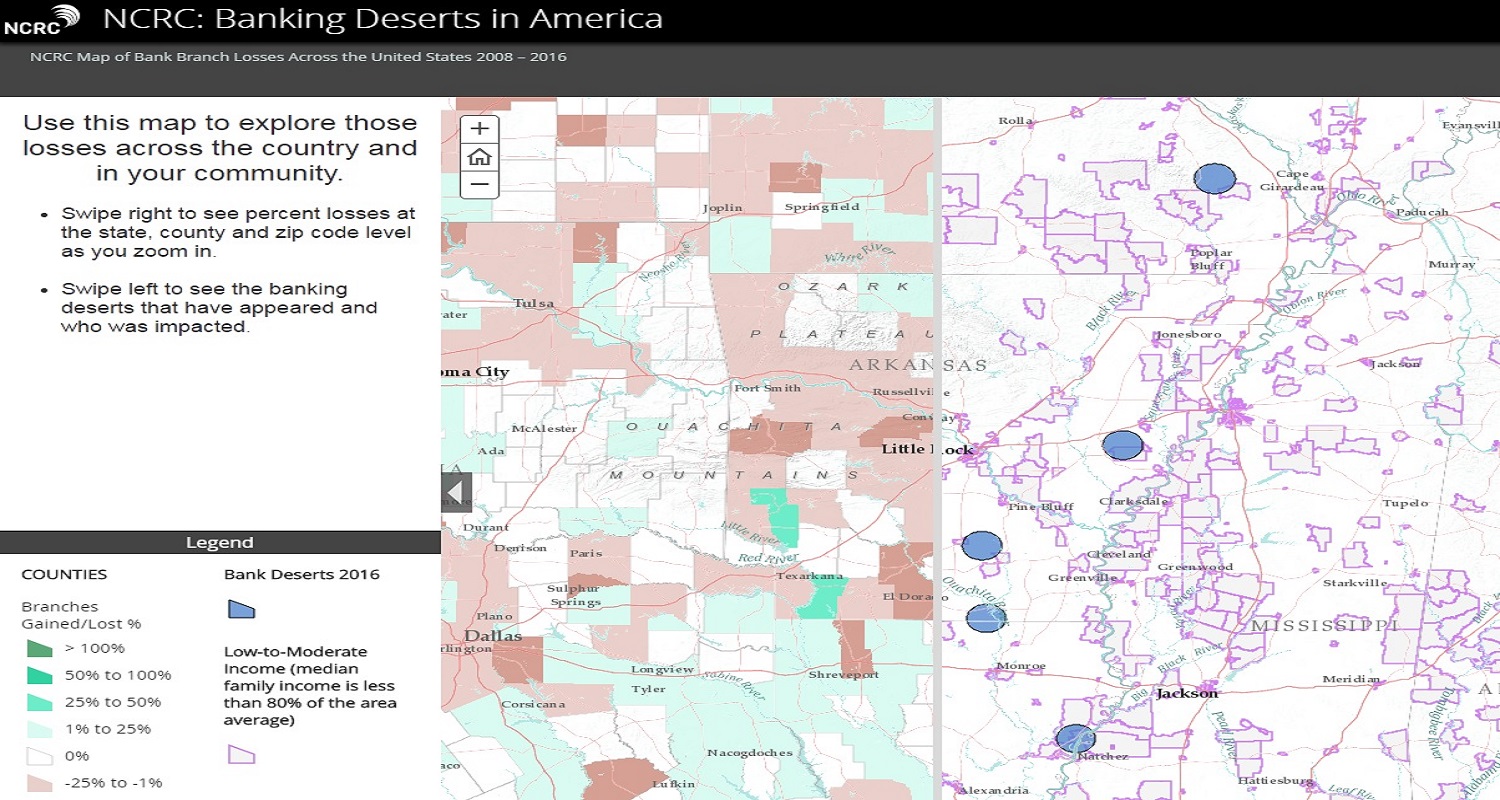 NCRC
NCRC: Banking Deserts in America
NCRC Map of Bank Branch Losses Across the United States 2008 – 2016
Use this map to explore those
losses across the country and
in your community.
• Swipe right to see percent losses at
the state, county and zip code level
as you zoom in.
• Swipe left to see the banking
deserts that have appeared and
who was impacted.
Legend
COUNTIES
Branches
Gained/Lost %
> 100%
50% to 100%
25% to 50%
1% to 25%
0%
-25% to -1%
Bank Deserts 2016
Low-to-Moderate
Income (median
family income is less
than 80% of the area
average)
+
−
Joplin
Springfield
Neosho River
White River
OZARK
Tulsa
ater
PLATEAU
ARKANSAS
oma City
Fort Smith
Russellville
Conway
McAlester
OUACHITA
Ada
Little Rock
MOUNTAINS
Durant
Little River
Denison
Paris
Red River
Texarkana
Sulphur
Springs
El Dorado
Plano
Dallas
rlington
Longview
Sabine River
Shreveport
Tyler
Corsicana
Nacogdoches
aco
Lufkin
Rolla
Evansvill
Cape
Girardeau
Paducah
Poplar
Bluff
Murray
Black Riv
Obion River
Jonesboro
Jackson
Clarksdale
Pine Bluff
Tupelo
Cleveland
Greenwood
Greenville
Starkville
Ouachita R
MISSISSIPPI
Black River
Monroe
Meridian
Big
Jackson
Pearl River
Tombigbee River
Natchez
Hattiesburg
Alexandria
Leaf River
Alabama